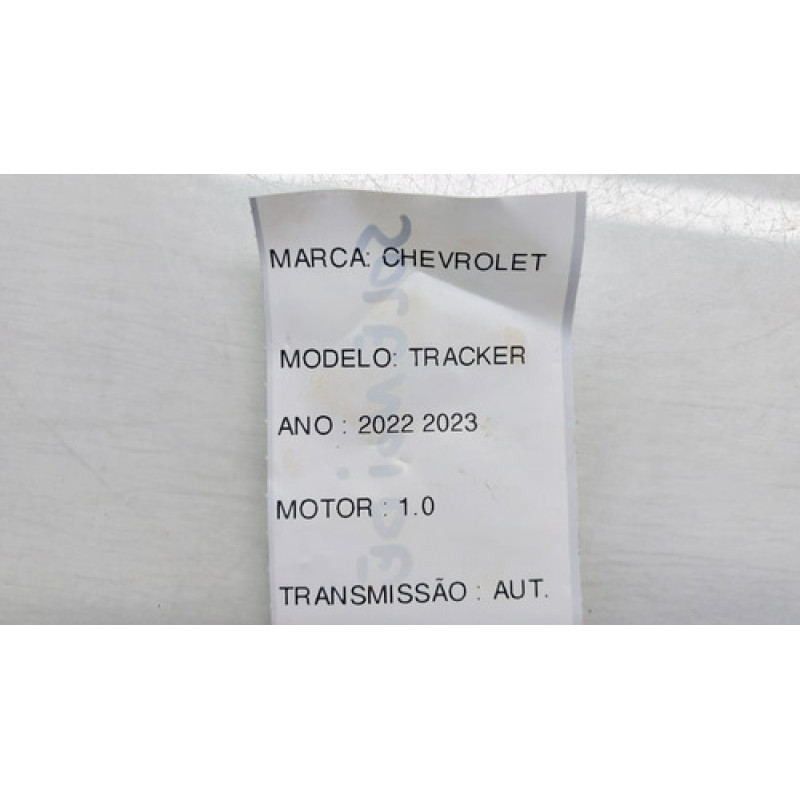 MARCA: CHEVROLET
MODELO: TRACKER
ANO : 2022 2023
MOTOR : 1.0
TRANSMISSÃO : AUT.